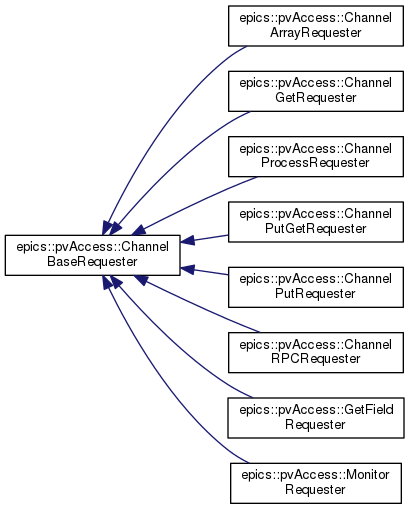 epics::pvAccess::Channel
ArrayRequester
epics::pvAccess::Channel
GetRequester
epics::pvAccess::Channel
ProcessRequester
epics::pvAccess::Channel
PutGetRequester
epics::pvAccess::Channel
BaseRequester
epics::pvAccess::Channel
PutRequester
epics::pvAccess::Channel
RPCRequester
epics::pvAccess::GetField
Requester
epics::pvAccess::Monitor
Requester